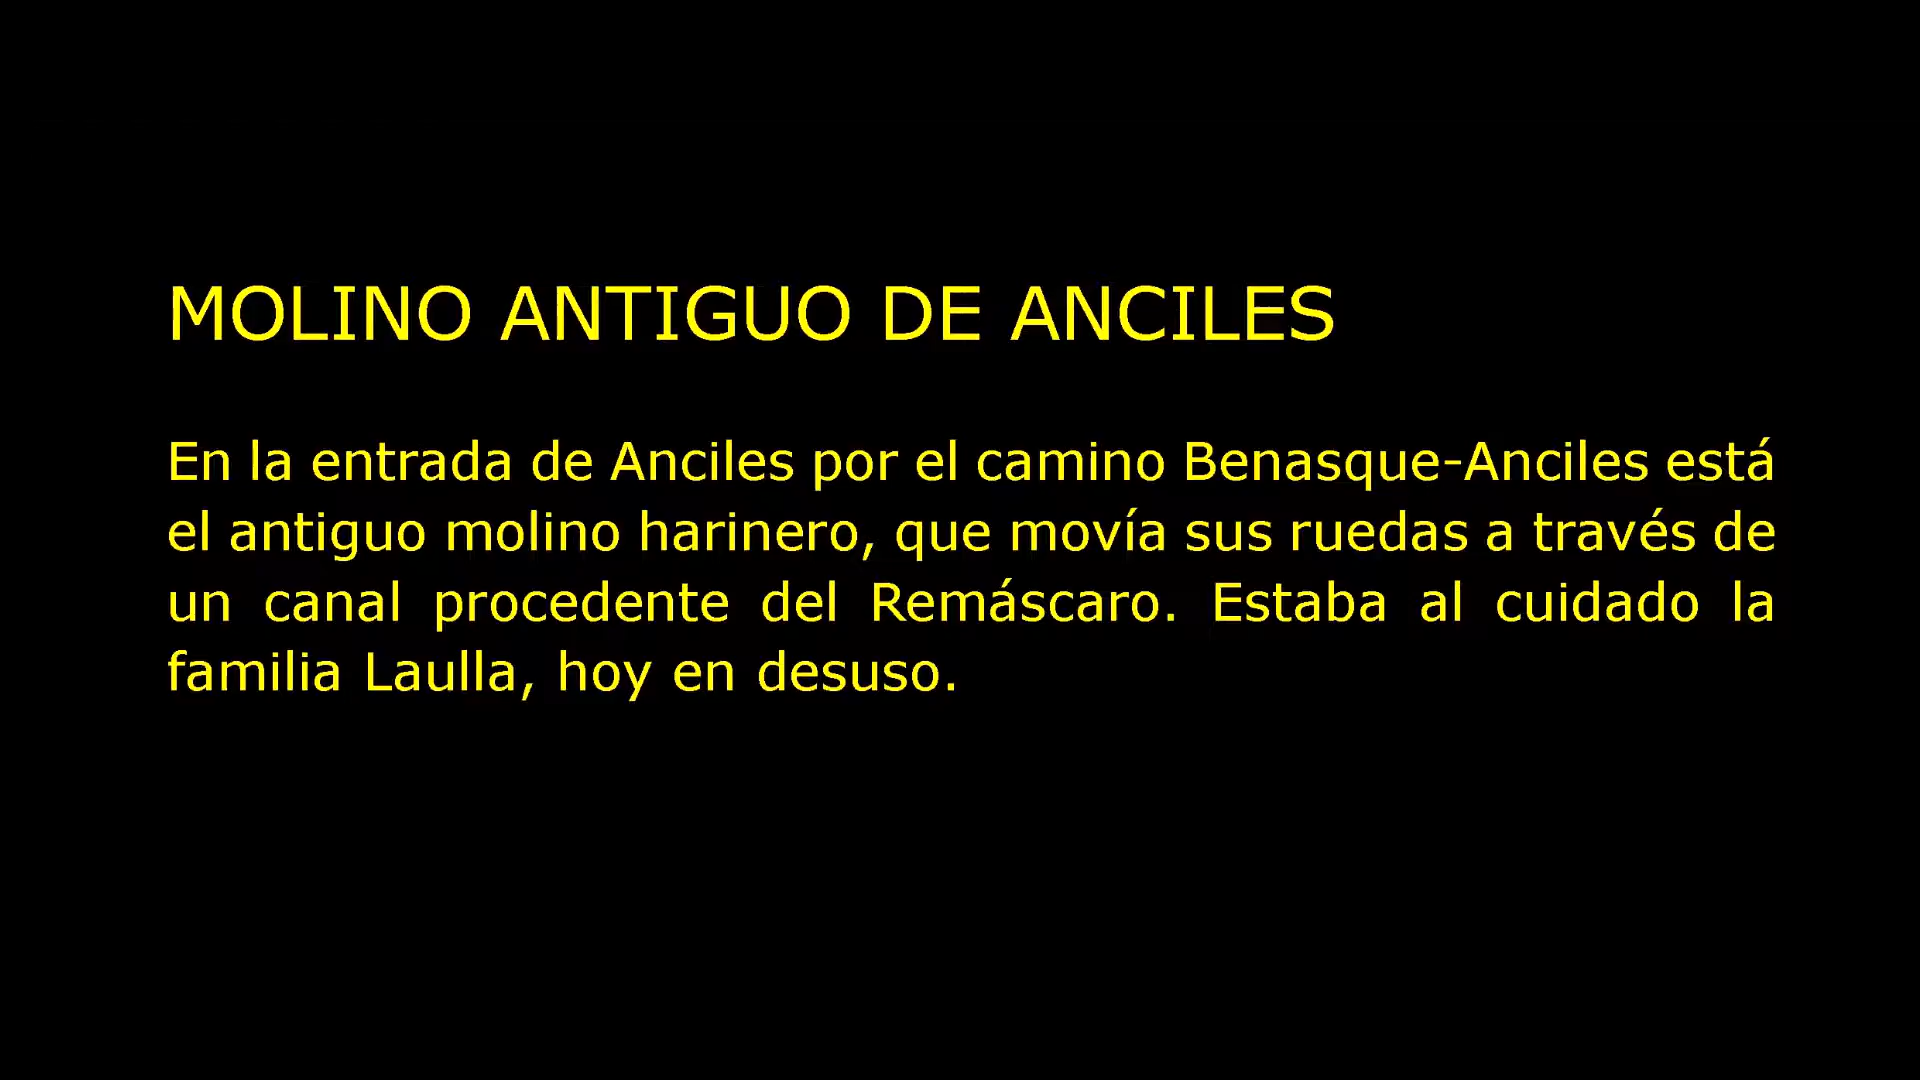 MOLINO ANTIGUO DE ANCILES
En la entrada de Anciles por el camino Benasque-Anciles está
el antiguo molino harinero, que movía sus ruedas a través de
un canal procedente del Remáscaro. Estaba al cuidado la
familia Laulla, hoy en desuso.